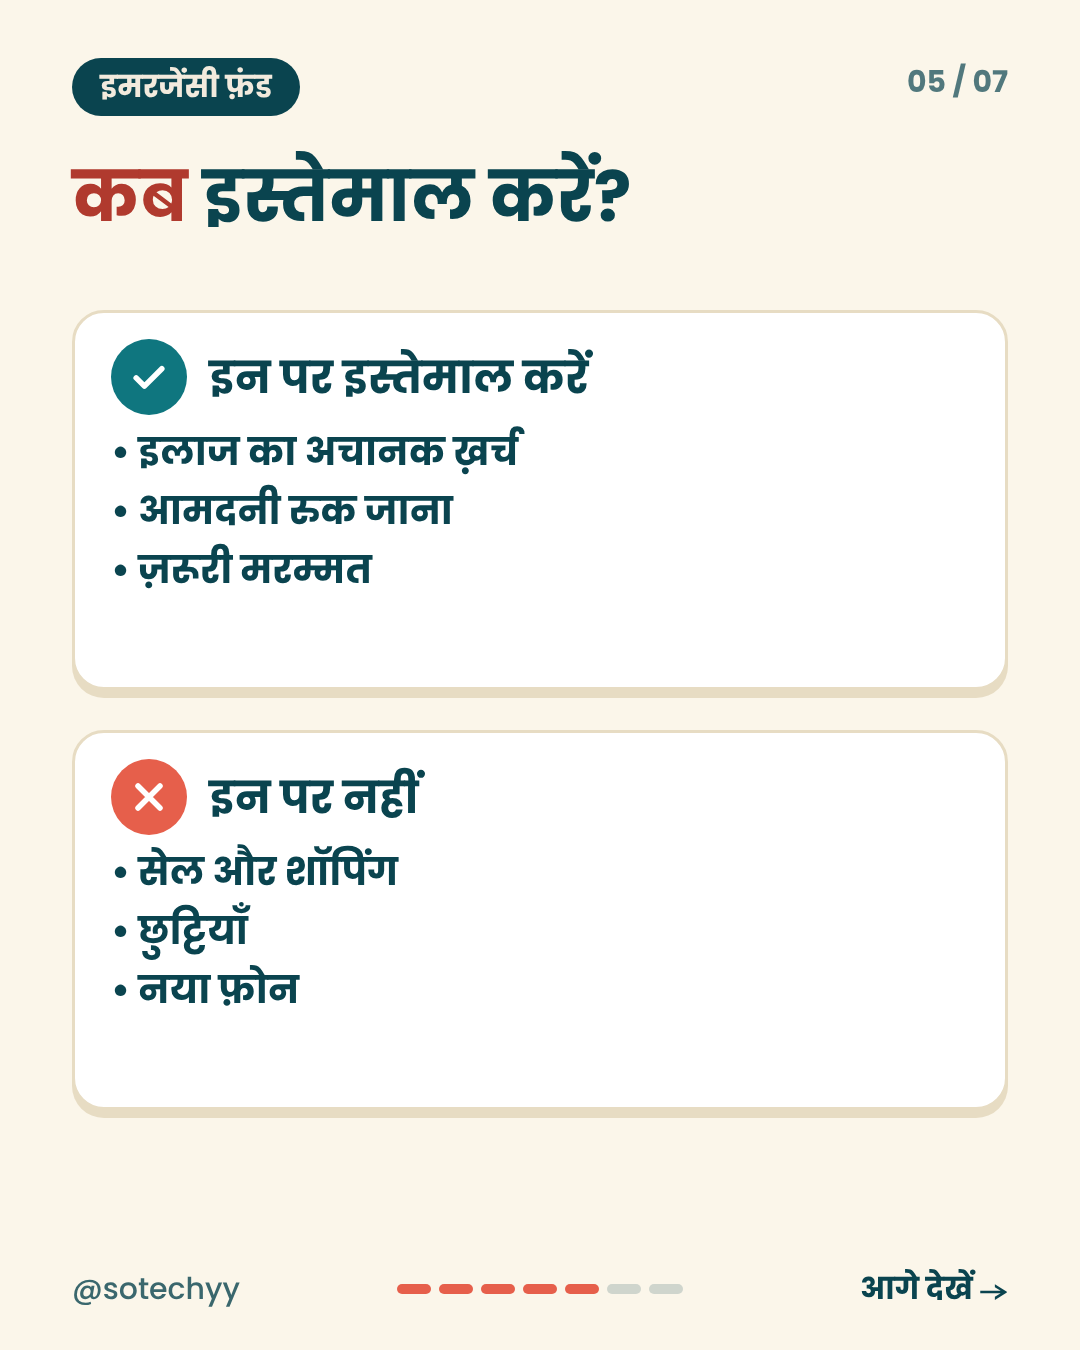 इमरजेंसी फ़ंड
05 / 07
कब इस्तेमाल करें?
इन पर इस्तेमाल करें
• इलाज का अचानक ख़र्च
• आमदनी रुक जाना
• ज़रूरी मरम्मत
इन पर नहीं
• सेल और शॉपिंग
• छुट्टियाँ
• नया फ़ोन
@sotechyy
आगे देखें →